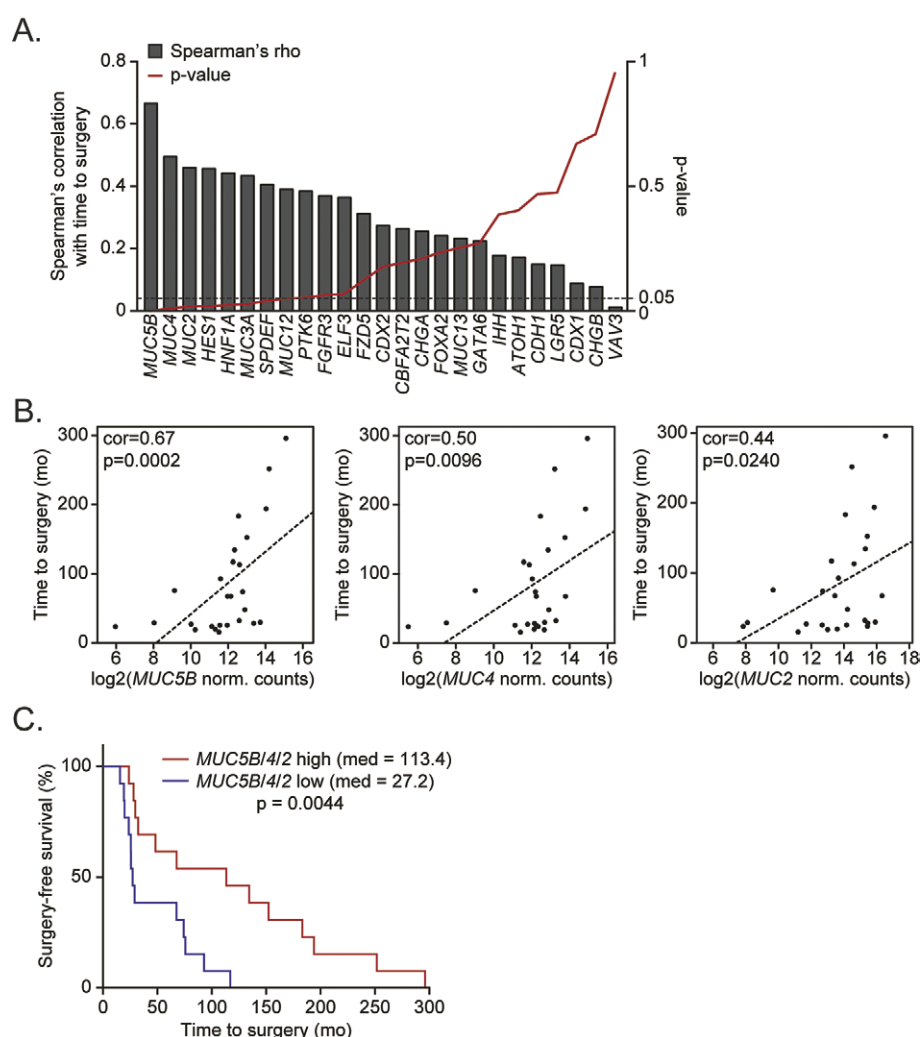 A.
Spearman's rho
p-value
0.8
0.6
0.4
0.2
0
Spearman's correlation
with time to surgery
1
0.5
0.05
0
p-value
MUC5B
MUC4
MUC2
HES1
HNF1A
MUC3A
SPDEF
MUC12
PTK6
FGFR3
ELF3
FZD5
CDX2
CBFA2T2
CHGA
FOXA2
MUC13
GATA6
IHH
ATOH1
CDH1
LGR5
CDX1
CHGB
VAV3
B.
cor=0.67
p=0.0002
300
200
100
0
Time to surgery (mo)
6 8 10 12 14 16
log2(MUC5B norm. counts)
cor=0.50
p=0.0096
300
200
100
0
Time to surgery (mo)
6 8 10 12 14 16
log2(MUC4 norm. counts)
cor=0.44
p=0.0240
300
200
100
0
Time to surgery (mo)
8 10 12 14 16 18
log2(MUC2 norm. counts)
C.
MUC5B/4/2 high (med = 113.4)
MUC5B/4/2 low (med = 27.2)
p = 0.0044
100
50
0
Surgery-free survival (%)
0 50 100 150 200 250 300
Time to surgery (mo)